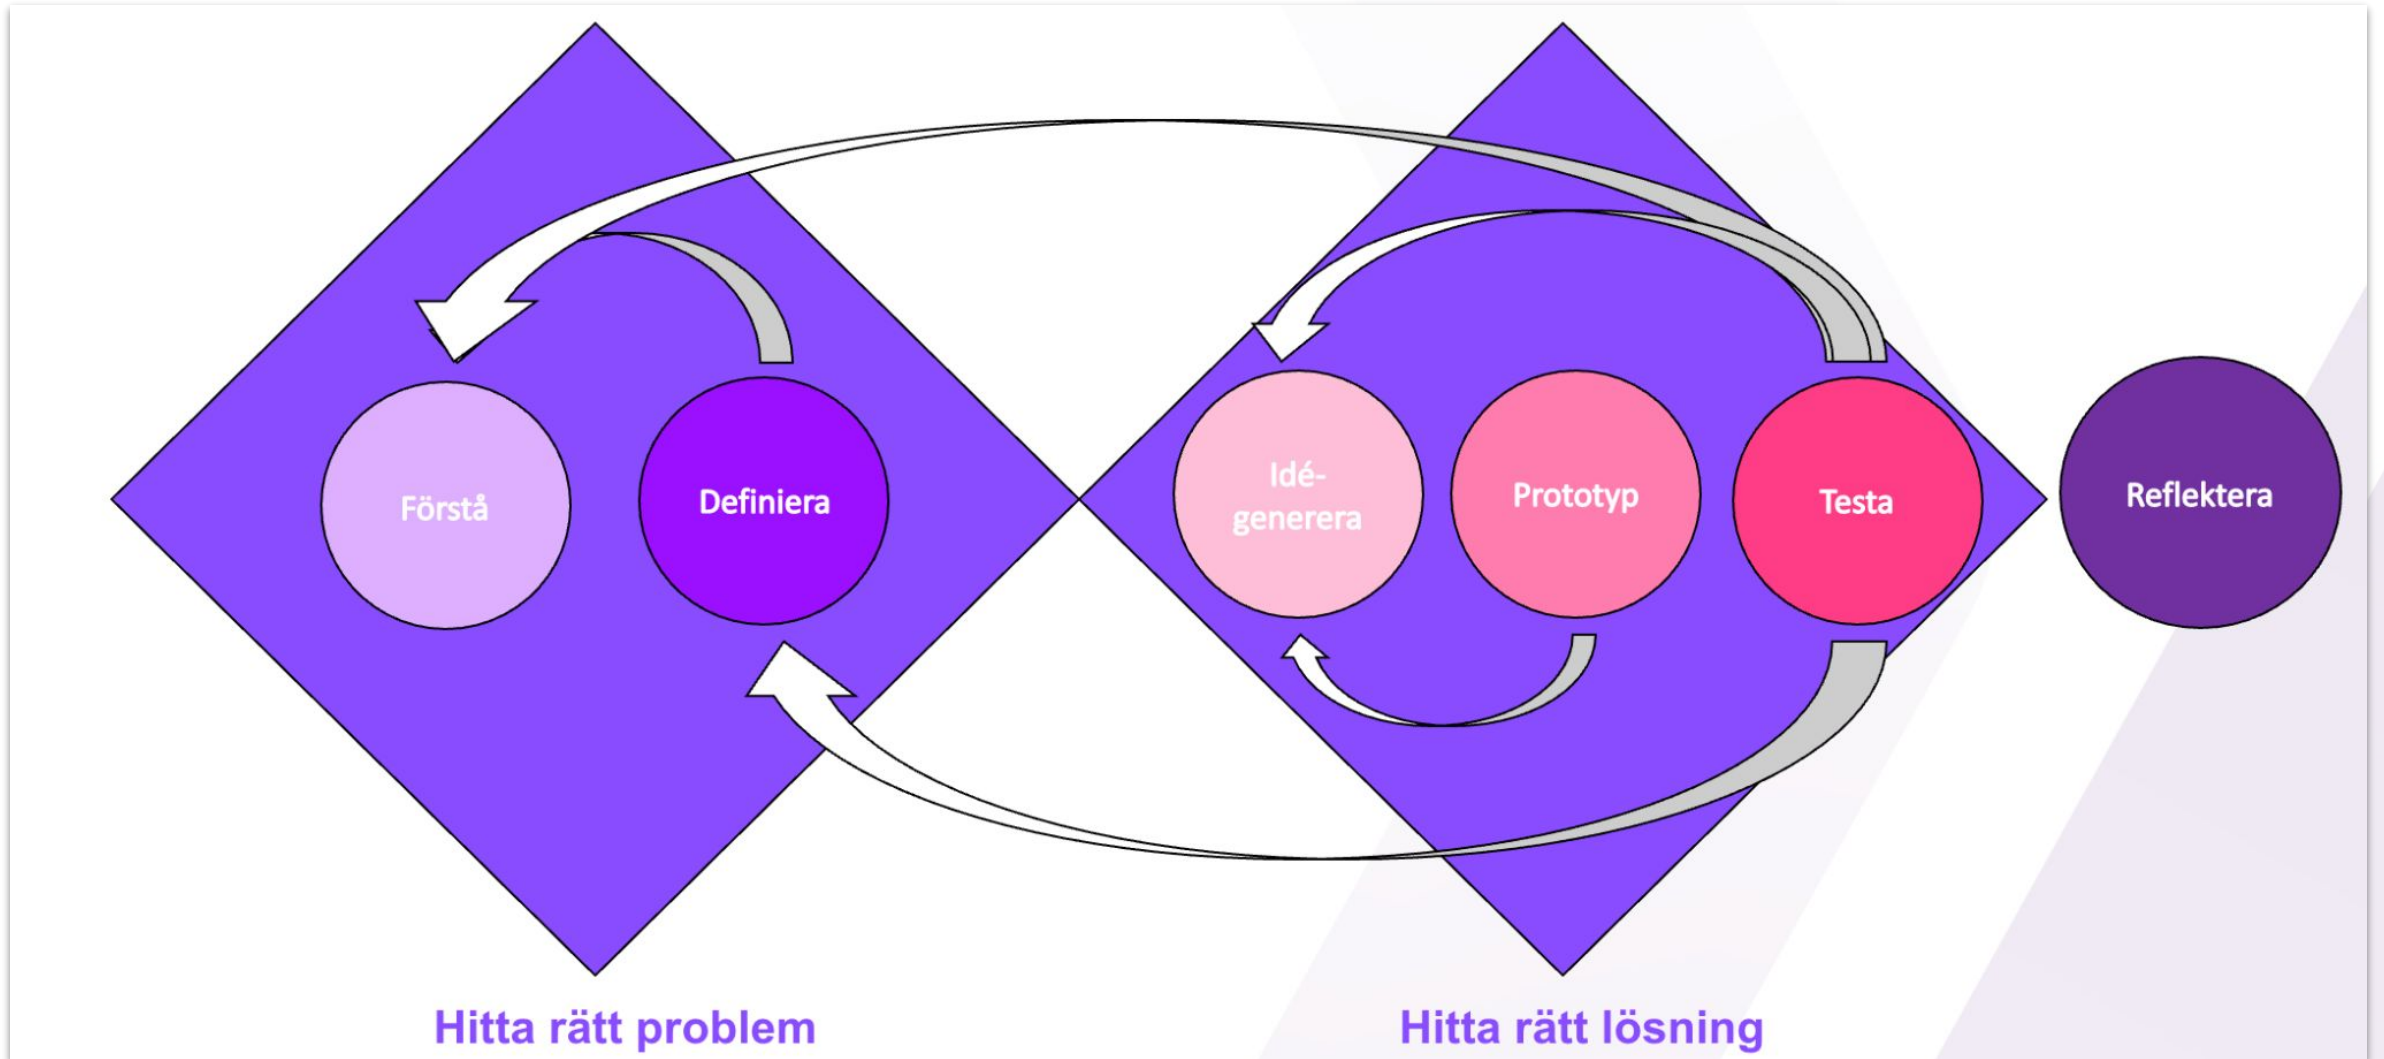 Förstå
Definiera
Idé-
generera
Prototyp
Testa
Reflektera
Hitta rätt problem
Hitta rätt lösning